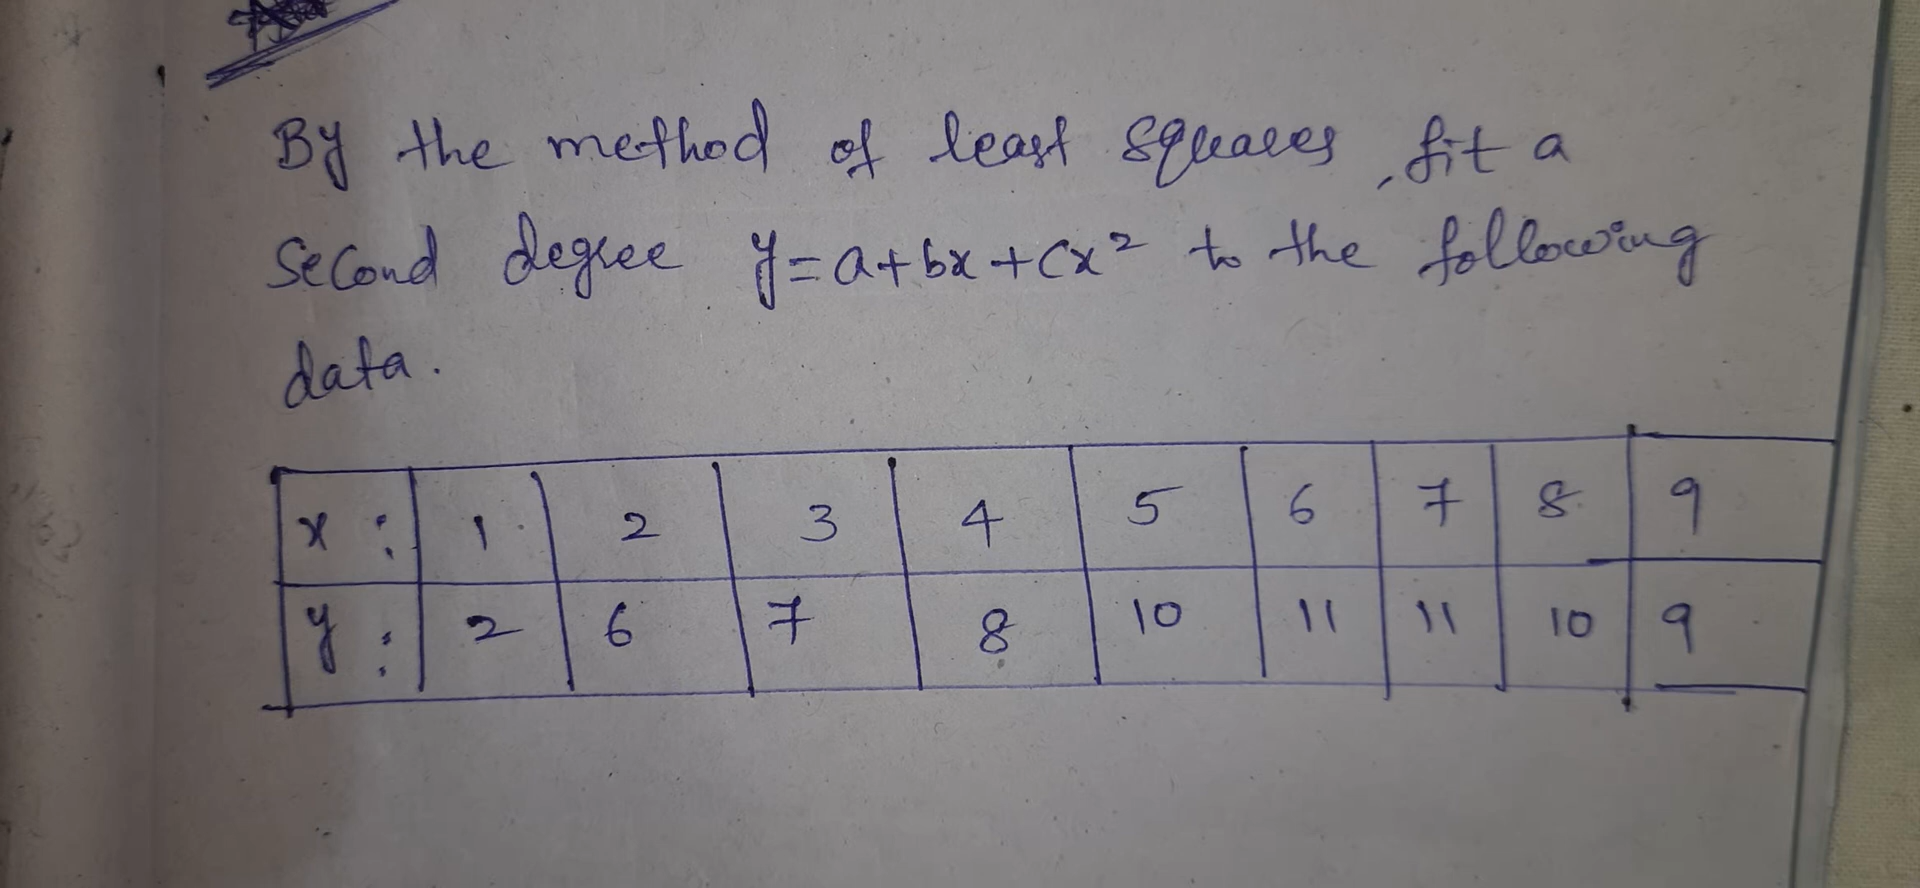 By the method of least squares, fit a
second degree y=a+bx+cx² to the following
data.
x : 1 2 3 4 5 6 7 8 9
y : 2 6 7 8 10 11 11 10 9